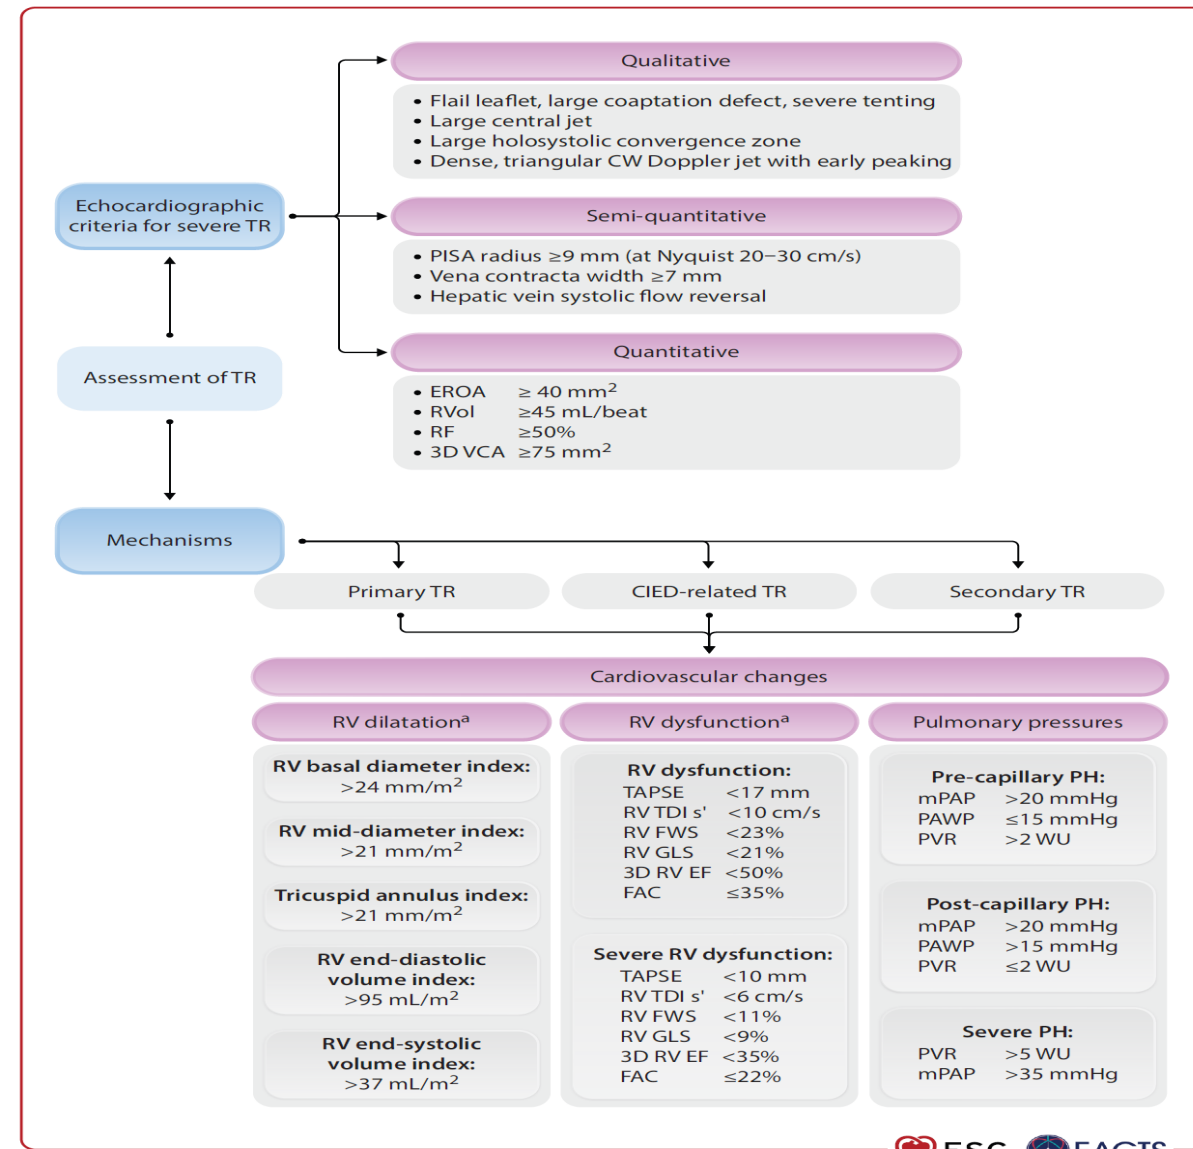 Qualitative
• Flail leaflet, large coaptation defect, severe tenting
• Large central jet
• Large holosystolic convergence zone
• Dense, triangular CW Doppler jet with early peaking
Echocardiographic
criteria for severe TR
Semi-quantitative
• PISA radius ≥9 mm (at Nyquist 20–30 cm/s)
• Vena contracta width ≥7 mm
• Hepatic vein systolic flow reversal
Quantitative
• EROA ≥ 40 mm²
• RVol ≥45 mL/beat
• RF ≥50%
• 3D VCA ≥75 mm²
Assessment of TR
Mechanisms
Primary TR
CIED-related TR
Secondary TR
Cardiovascular changes
RV dilatationᵃ
RV basal diameter index:
>24 mm/m²
RV mid-diameter index:
>21 mm/m²
Tricuspid annulus index:
>21 mm/m²
RV end-diastolic
volume index:
>95 mL/m²
RV end-systolic
volume index:
>37 mL/m²
RV dysfunctionᵃ
RV dysfunction:
TAPSE <17 mm
RV TDI s' <10 cm/s
RV FWS <23%
RV GLS <21%
3D RV EF <50%
FAC ≤35%
Severe RV dysfunction:
TAPSE <10 mm
RV TDI s' <6 cm/s
RV FWS <11%
RV GLS <9%
3D RV EF <35%
FAC ≤22%
Pulmonary pressures
Pre-capillary PH:
mPAP >20 mmHg
PAWP ≤15 mmHg
PVR >2 WU
Post-capillary PH:
mPAP >20 mmHg
PAWP >15 mmHg
PVR ≤2 WU
Severe PH:
PVR >5 WU
mPAP >35 mmHg
ESC EACTS